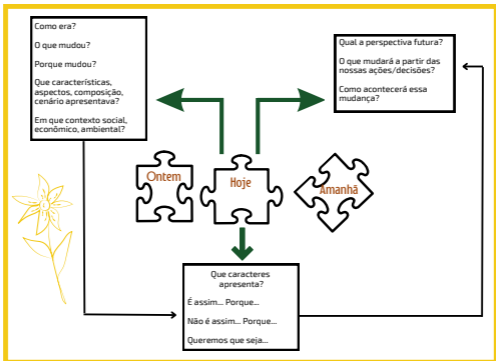 Como era?
O que mudou?
Porque mudou?
Que características,
aspectos, composição,
cenário apresentava?
Em que contexto social,
econômico, ambiental?
Qual a perspectiva futura?
O que mudará a partir das
nossas ações/decisões?
Como acontecerá essa
mudança?
Ontem
Hoje
Amanhã
Que caracteres
apresenta?
É assim... Porque...
Não é assim... Porque...
Queremos que seja...